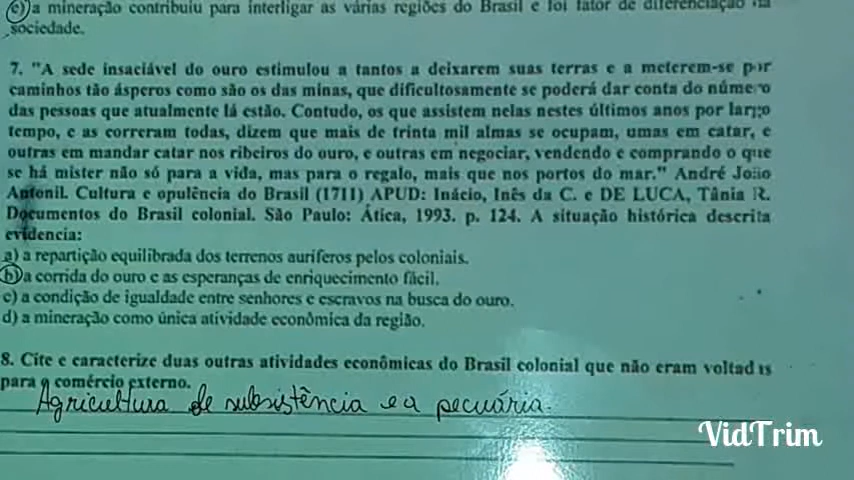 c) a mineração contribuiu para interligar as várias regiões do Brasil e foi fator de diferenciação na
sociedade.
7. "A sede insaciável do ouro estimulou a tantos a deixarem suas terras e a meterem-se por
caminhos tão ásperos como são os das minas, que dificultosamente se poderá dar conta do número
das pessoas que atualmente lá estão. Contudo, os que assistem nelas nestes últimos anos por largo
tempo, e as correram todas, dizem que mais de trinta mil almas se ocupam, umas em catar, e
outras em mandar catar nos ribeiros do ouro, e outras em negociar, vendendo e comprando o que
se há mister não só para a vida, mas para o regalo, mais que nos portos do mar." André João
Antonil. Cultura e opulência do Brasil (1711) APUD: Inácio, Inês da C. e DE LUCA, Tânia R.
Documentos do Brasil colonial. São Paulo: Ática, 1993. p. 124. A situação histórica descrita
evidencia:
a) a repartição equilibrada dos terrenos auríferos pelos coloniais.
b) a corrida do ouro e as esperanças de enriquecimento fácil.
c) a condição de igualdade entre senhores e escravos na busca do ouro.
d) a mineração como única atividade econômica da região.
8. Cite e caracterize duas outras atividades econômicas do Brasil colonial que não eram voltadas
para o comércio externo.
Agricultura de subsistência e a pecuária.
VidTrim